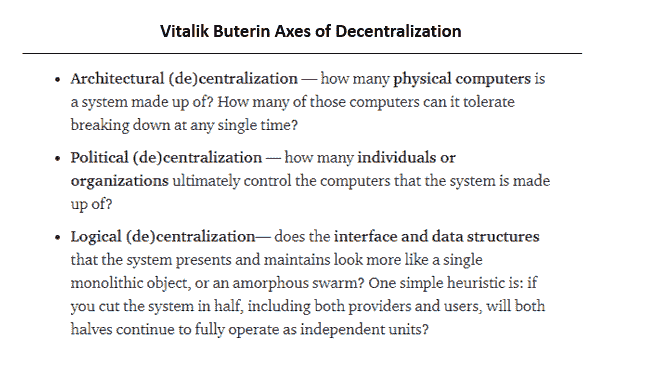 Vitalik Buterin Axes of Decentralization
• Architectural (de)centralization — how many physical computers is
a system made up of? How many of those computers can it tolerate
breaking down at any single time?
• Political (de)centralization — how many individuals or
organizations ultimately control the computers that the system is made
up of?
• Logical (de)centralization— does the interface and data structures
that the system presents and maintains look more like a single
monolithic object, or an amorphous swarm? One simple heuristic is: if
you cut the system in half, including both providers and users, will both
halves continue to fully operate as independent units?